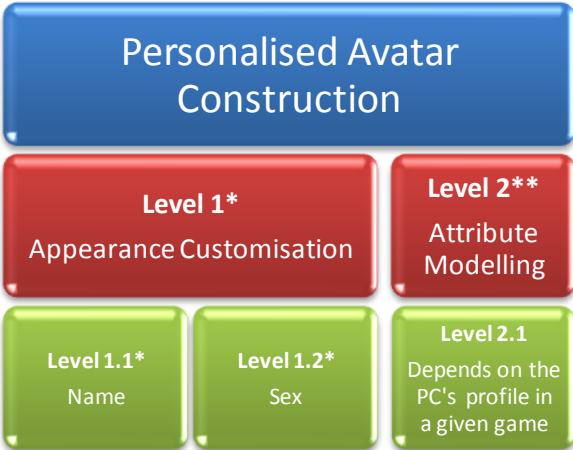 Personalised Avatar
Construction
Level 1*
Appearance Customisation
Level 2**
Attribute
Modelling
Level 1.1*
Name
Level 1.2*
Sex
Level 2.1
Depends on the
PC's profile in
a given game